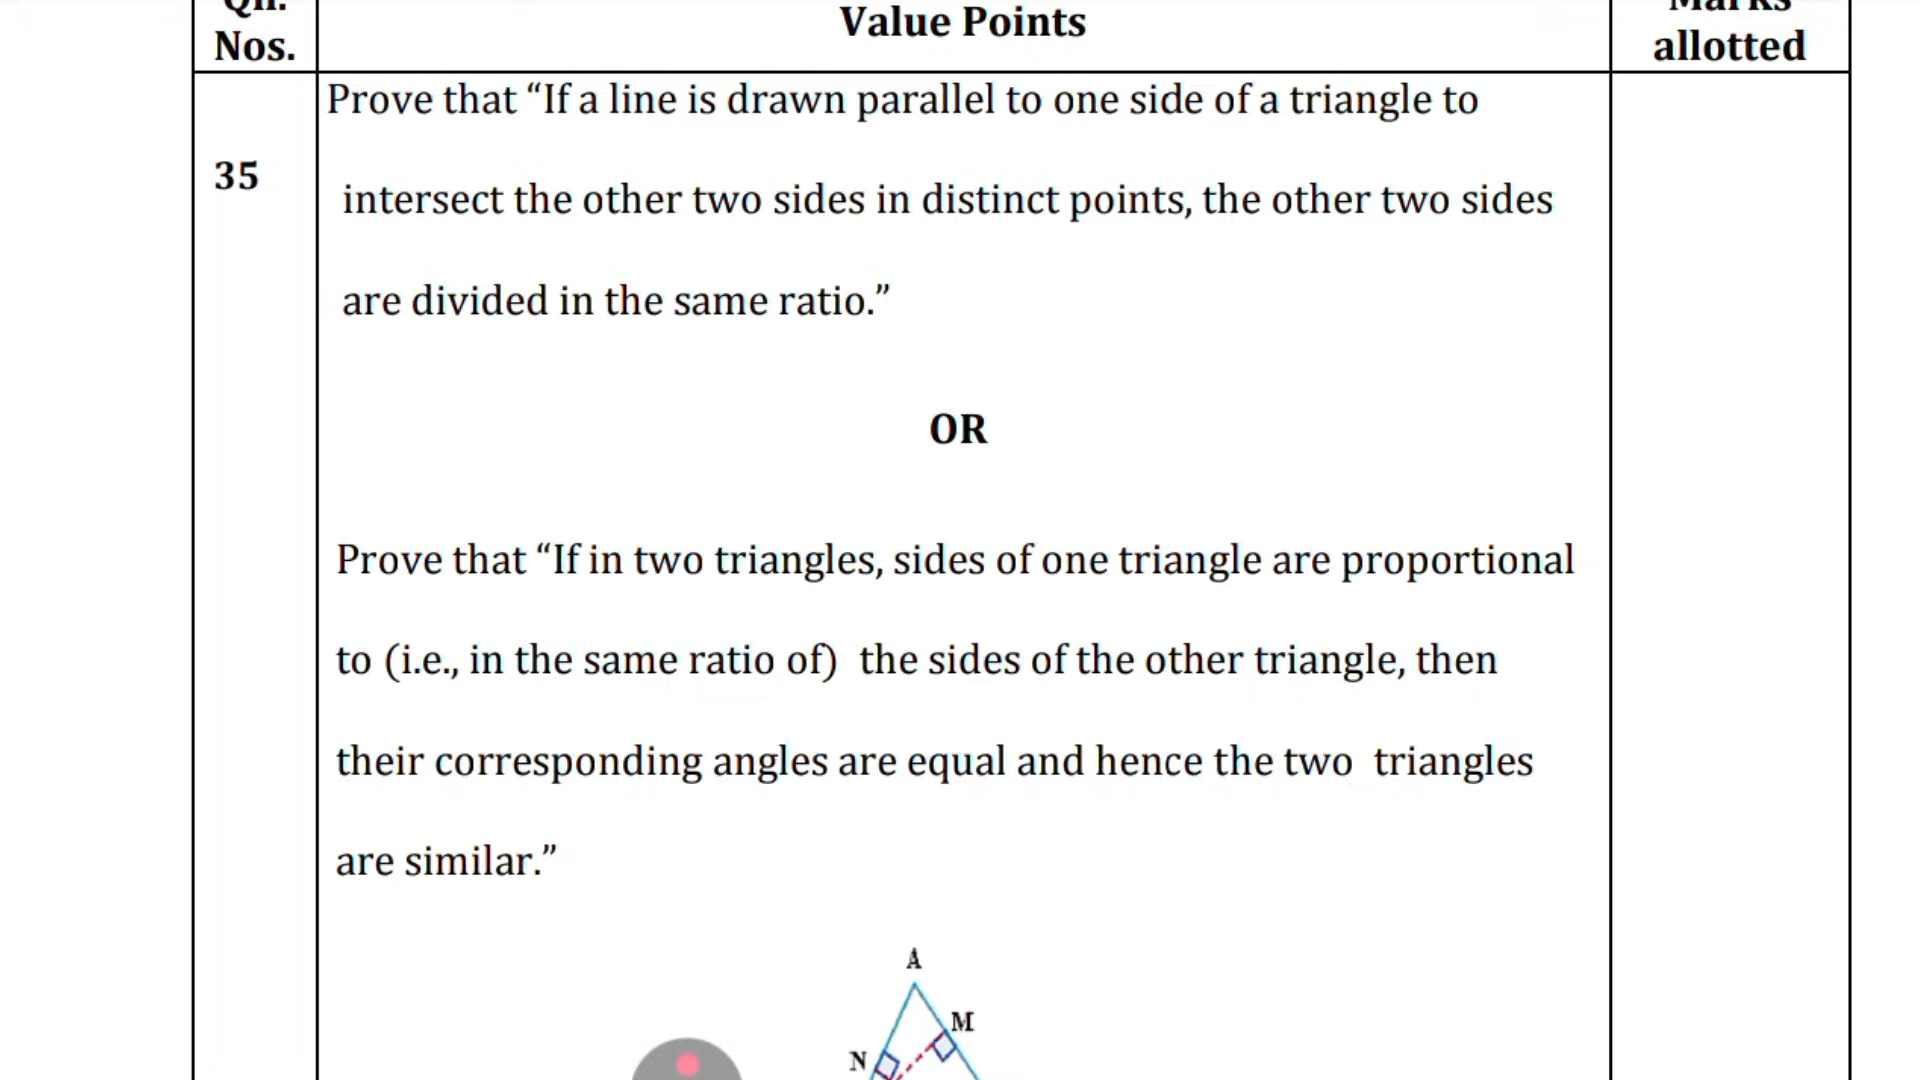 Qn.
Nos.
Value Points
Marks
allotted
35
Prove that “If a line is drawn parallel to one side of a triangle to
intersect the other two sides in distinct points, the other two sides
are divided in the same ratio.”
OR
Prove that “If in two triangles, sides of one triangle are proportional
to (i.e., in the same ratio of) the sides of the other triangle, then
their corresponding angles are equal and hence the two triangles
are similar.”
A
M
N